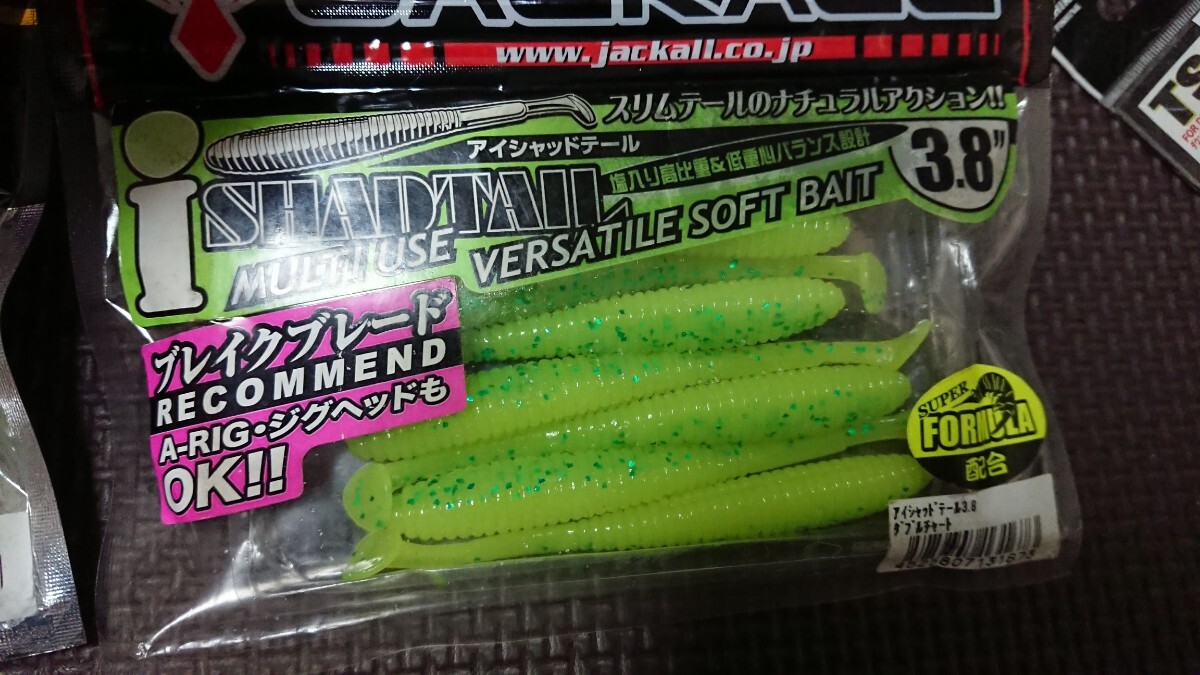 JACKALL
www.jackall.co.jp
スリムテールのナチュラルアクション!!
アイシャッドテール
塩入り高比重&低重心バランス設計
3.8"
i SHADTAIL
MULTI USE VERSATILE SOFT BAIT
ブレイクブレード
RECOMMEND
A-RIG・ジグヘッドも
OK!!
SUPER
FORMULA
配合
アイシャッドテール3.8
ダブルチャート
TS